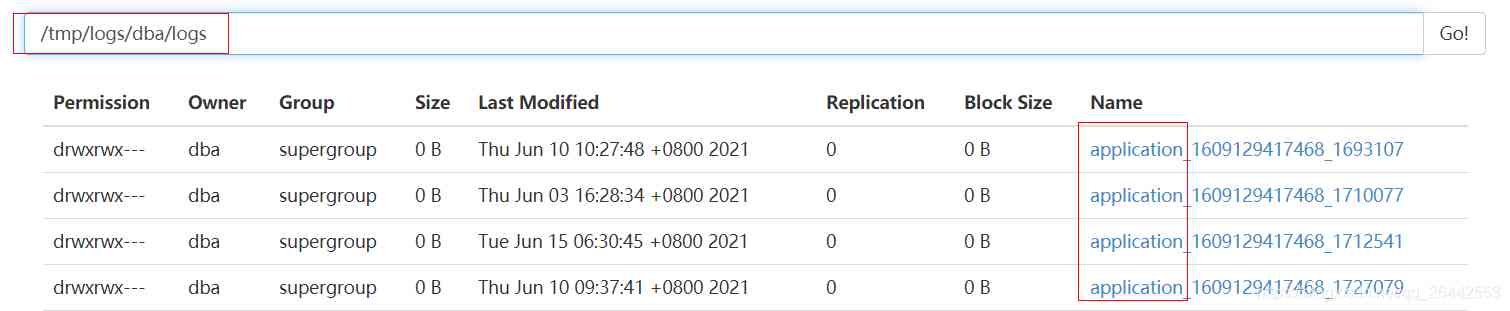 /tmp/logs/dba/logs Go!
Permission Owner Group Size Last Modified Replication Block Size Name
drwxrwx--- dba supergroup 0 B Thu Jun 10 10:27:48 +0800 2021 0 0 B application_1609129417468_1693107
drwxrwx--- dba supergroup 0 B Thu Jun 03 16:28:34 +0800 2021 0 0 B application_1609129417468_1710077
drwxrwx--- dba supergroup 0 B Tue Jun 15 06:30:45 +0800 2021 0 0 B application_1609129417468_1712541
drwxrwx--- dba supergroup 0 B Thu Jun 10 09:37:41 +0800 2021 0 0 B application_1609129417468_1727079